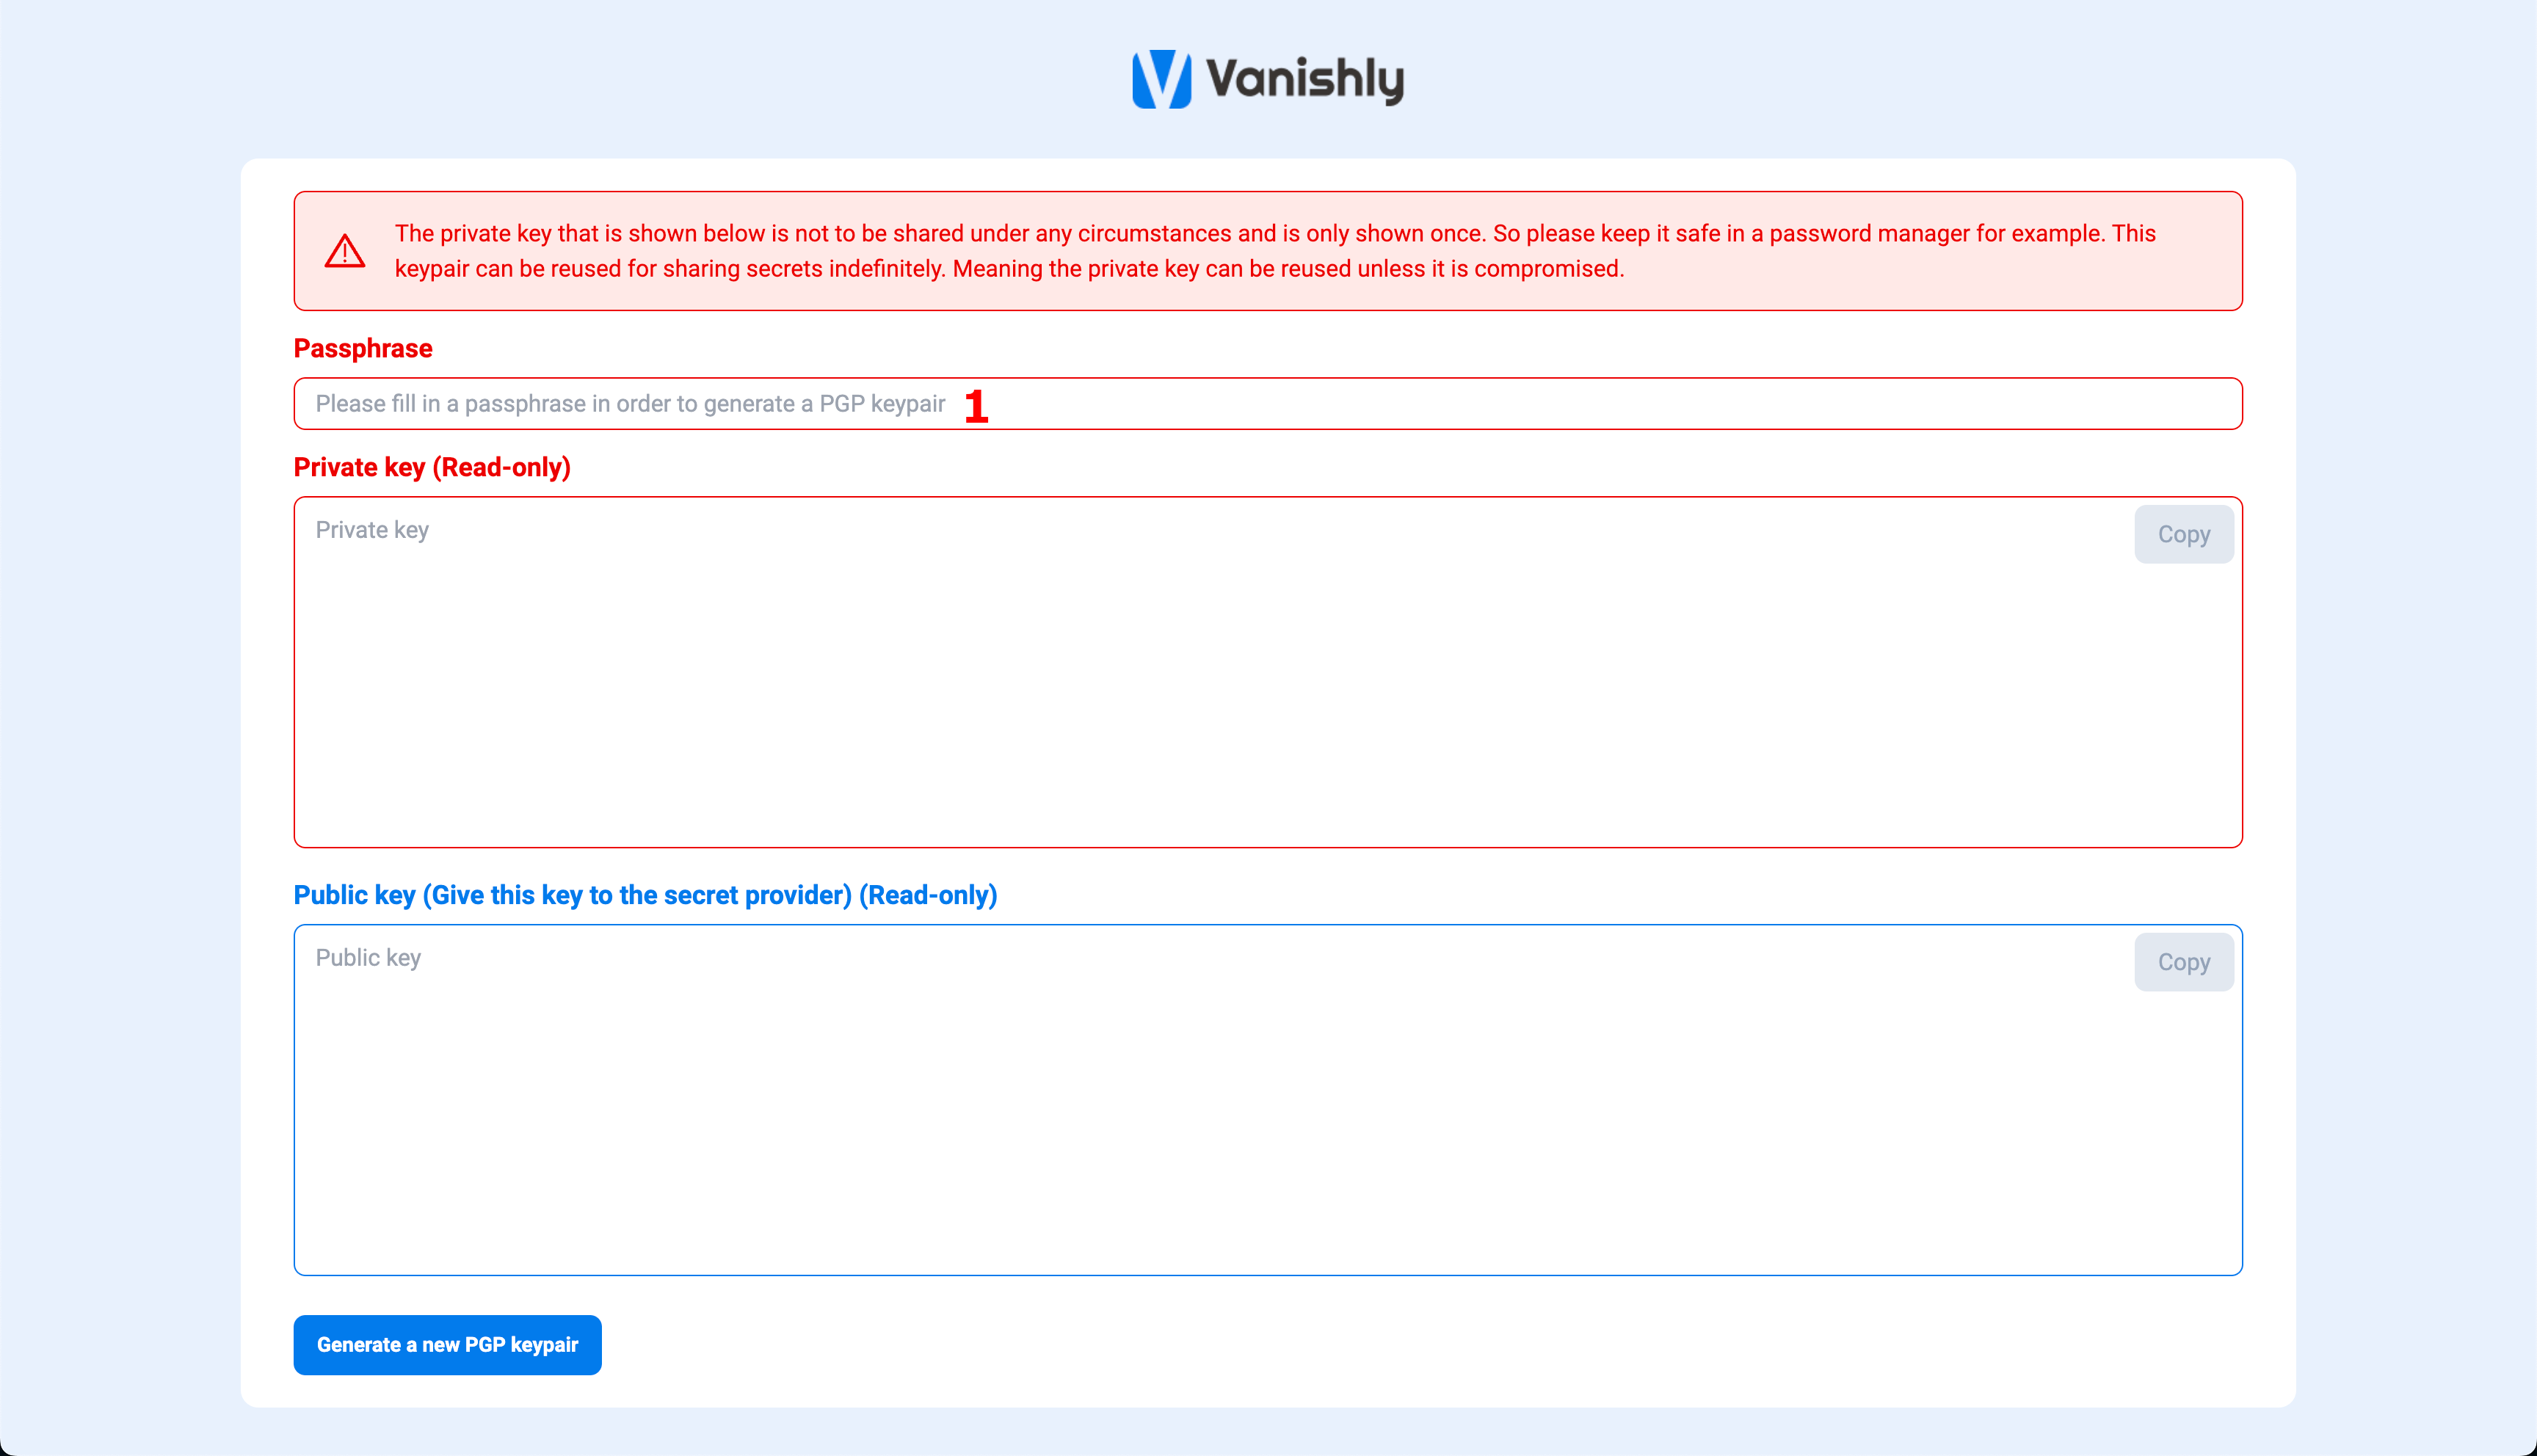 Vanishly
The private key that is shown below is not to be shared under any circumstances and is only shown once. So please keep it safe in a password manager for example. This
keypair can be reused for sharing secrets indefinitely. Meaning the private key can be reused unless it is compromised.
Passphrase
Please fill in a passphrase in order to generate a PGP keypair 1
Private key (Read-only)
Private key Copy
Public key (Give this key to the secret provider) (Read-only)
Public key Copy
Generate a new PGP keypair